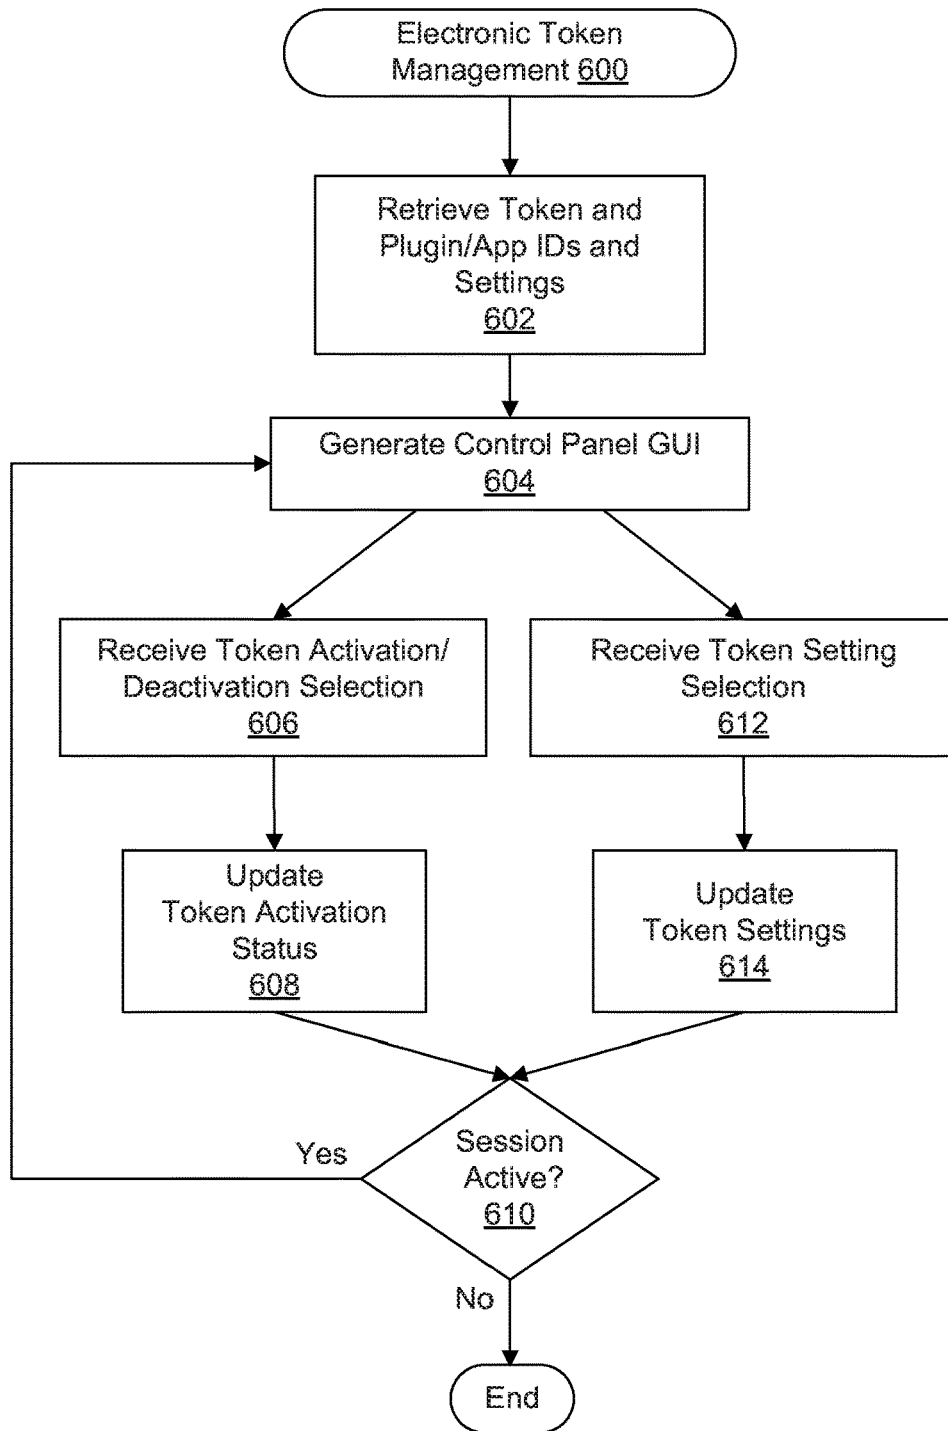 Electronic Token
Management 600
Retrieve Token and
Plugin/App IDs and
Settings
602
Generate Control Panel GUI
604
Receive Token Activation/
Deactivation Selection
606
Receive Token Setting
Selection
612
Update
Token Activation
Status
608
Update
Token Settings
614
Session
Active?
610
Yes
No
End